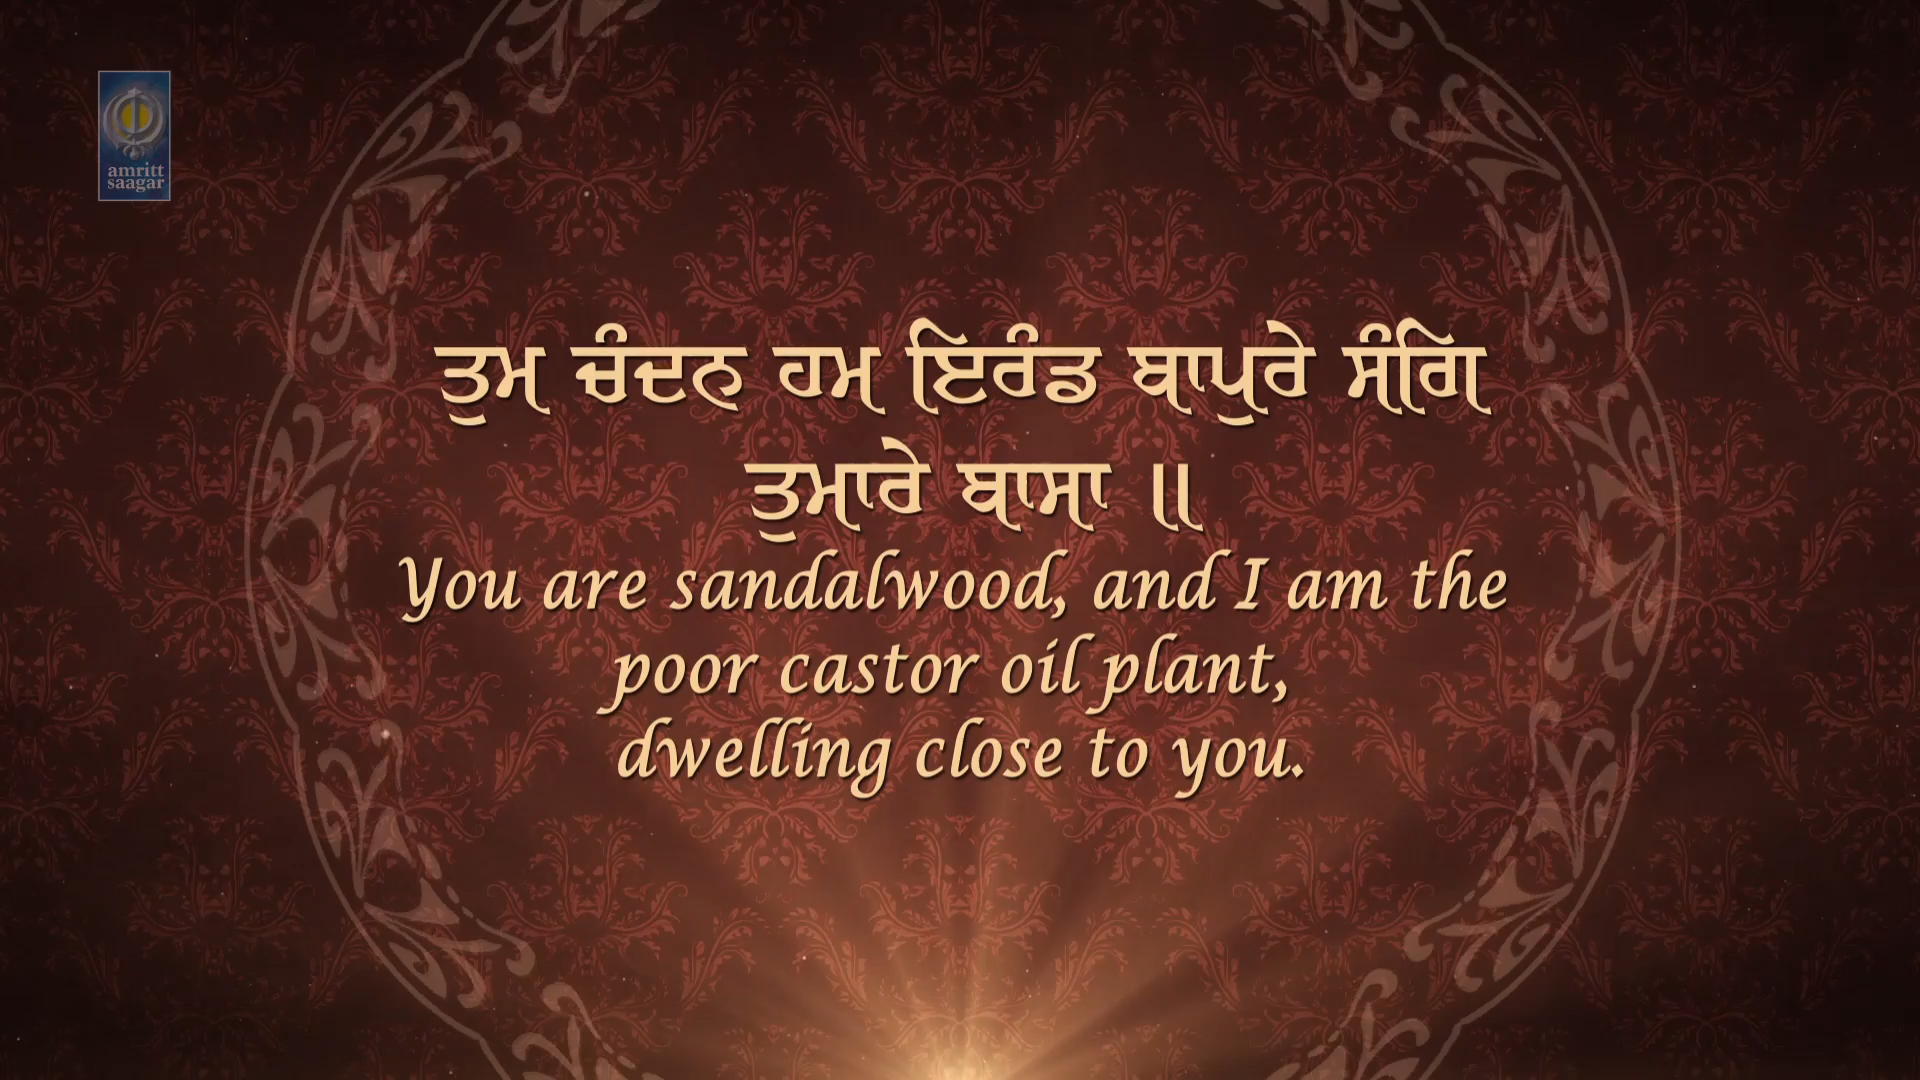 amritt
saagar
ਤੁਮ ਚੰਦਨ ਹਮ ਇਰੰਡ ਬਾਪੁਰੇ ਸੰਗਿ
ਤੁਮਾਰੇ ਬਾਸਾ ॥
You are sandalwood, and I am the
poor castor oil plant,
dwelling close to you.